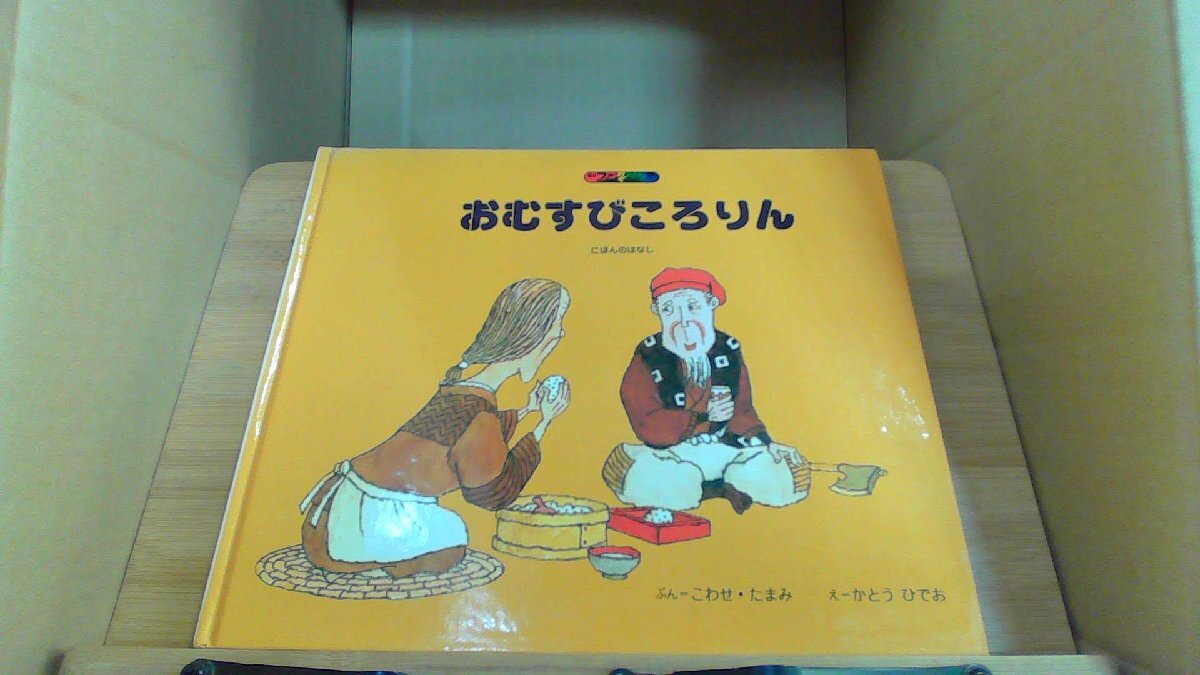 おむすびころりん
にほんのはなし
ぶん=こわせ・たまみ え=かとう ひでお